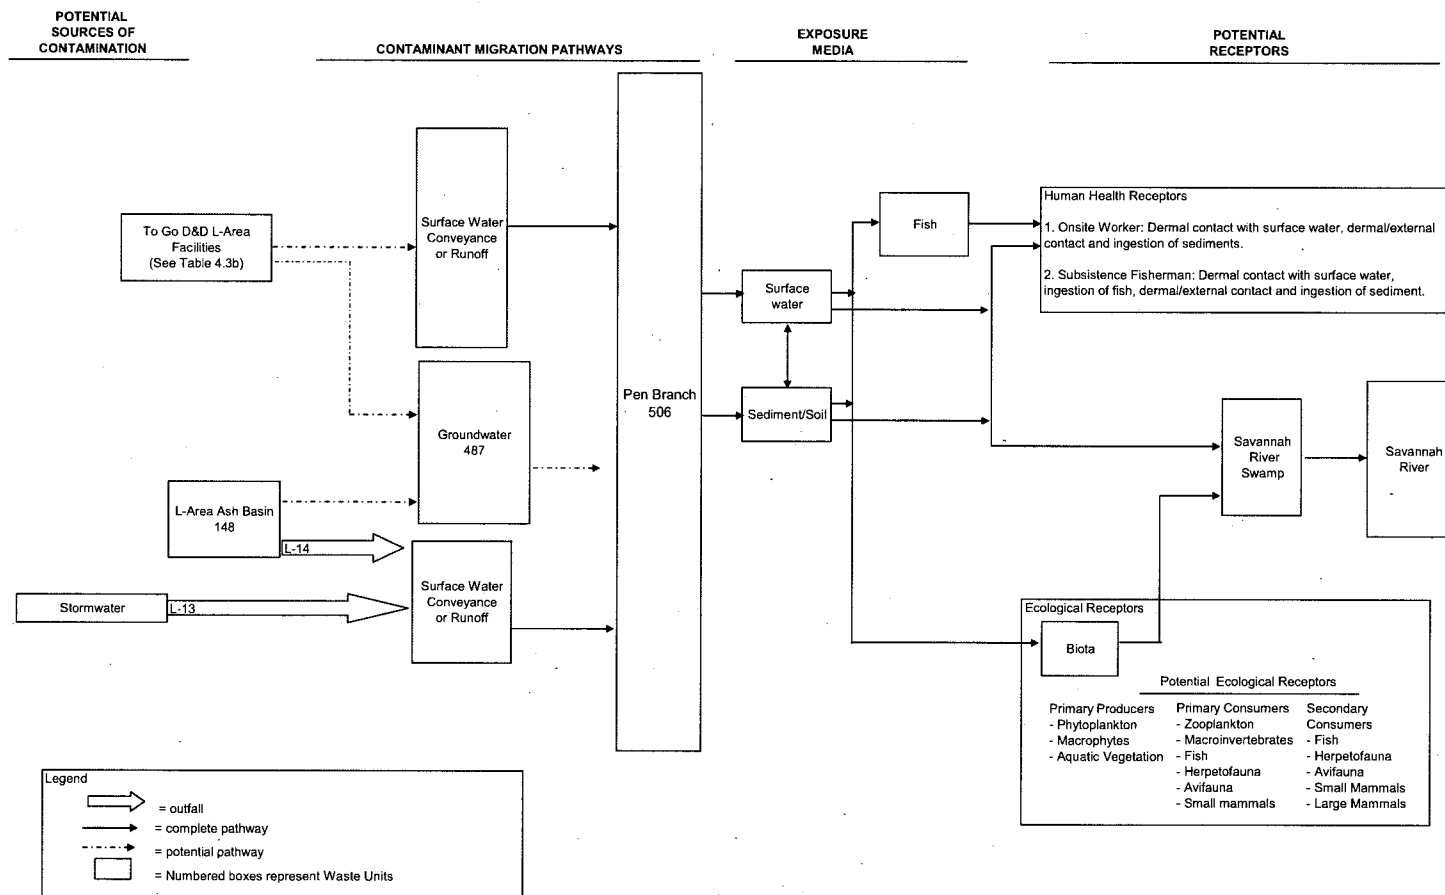 POTENTIAL
SOURCES OF
CONTAMINATION
CONTAMINANT MIGRATION PATHWAYS
EXPOSURE
MEDIA
POTENTIAL
RECEPTORS
To Go D&D L-Area
Facilities
(See Table 4.3b)
Surface Water
Conveyance
or Runoff
Groundwater
487
L-Area Ash Basin
148
L-14
Stormwater
L-13
Surface Water
Conveyance
or Runoff
Pen Branch
506
Surface
water
Sediment/Soil
Fish
Human Health Receptors
1. Onsite Worker: Dermal contact with surface water, dermal/external
contact and ingestion of sediments.
2. Subsistence Fisherman: Dermal contact with surface water,
ingestion of fish, dermal/external contact and ingestion of sediment.
Savannah
River
Swamp
Savannah
River
Ecological Receptors
Biota
Potential Ecological Receptors
Primary Producers
- Phytoplankton
- Macrophytes
- Aquatic Vegetation
Primary Consumers
- Zooplankton
- Macroinvertebrates
- Fish
- Herpetofauna
- Avifauna
- Small mammals
Secondary
Consumers
- Fish
- Herpetofauna
- Avifauna
- Small Mammals
- Large Mammals
Legend
= outfall
= complete pathway
= potential pathway
= Numbered boxes represent Waste Units